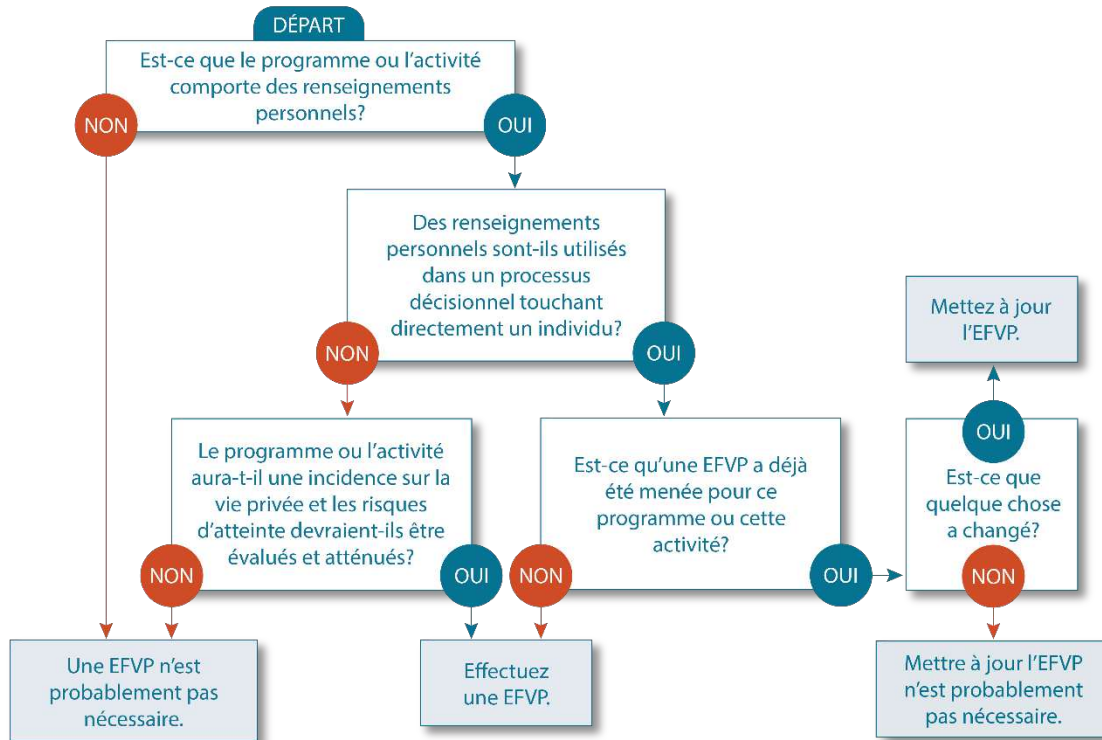 DÉPART
Est-ce que le programme ou l’activité
comporte des renseignements
personnels?
NON
OUI
Des renseignements
personnels sont-ils utilisés
dans un processus
décisionnel touchant
directement un individu?
NON
OUI
Mettez à jour
l’EFVP.
Le programme ou l’activité
aura-t-il une incidence sur la
vie privée et les risques
d’atteinte devraient-ils être
évalués et atténués?
NON
OUI
Est-ce qu’une EFVP a déjà
été menée pour ce
programme ou cette
activité?
NON
OUI
OUI
Est-ce que
quelque chose
a changé?
NON
Une EFVP n’est
probablement pas
nécessaire.
Effectuez
une EFVP.
Mettre à jour l’EFVP
n’est probablement
pas nécessaire.